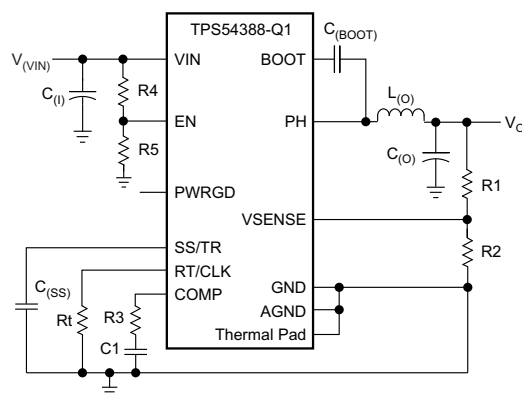 TPS54388-Q1
C(BOOT)
V(VIN)
VIN
BOOT
C(I)
R4
L(O)
EN
PH
VO
R5
C(O)
R1
PWRGD
VSENSE
R2
SS/TR
RT/CLK
GND
C(SS)
COMP
Rt
R3
AGND
C1
Thermal Pad